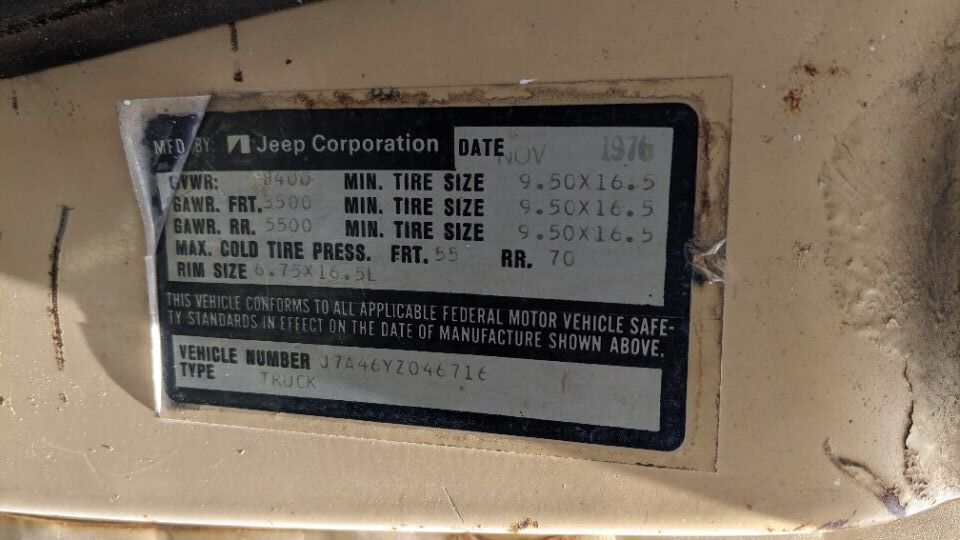 MFD BY: Jeep Corporation DATE NOV 1976
GVWR: 8400 MIN. TIRE SIZE 9.50X16.5
GAWR. FRT. 3500 MIN. TIRE SIZE 9.50X16.5
GAWR. RR. 5500 MIN. TIRE SIZE 9.50X16.5
MAX. COLD TIRE PRESS. FRT. 55 RR. 70
RIM SIZE 6.75X16.5L
THIS VEHICLE CONFORMS TO ALL APPLICABLE FEDERAL MOTOR VEHICLE SAFE-
TY STANDARDS IN EFFECT ON THE DATE OF MANUFACTURE SHOWN ABOVE.
VEHICLE NUMBER J7A46YZ046716
TYPE TRUCK